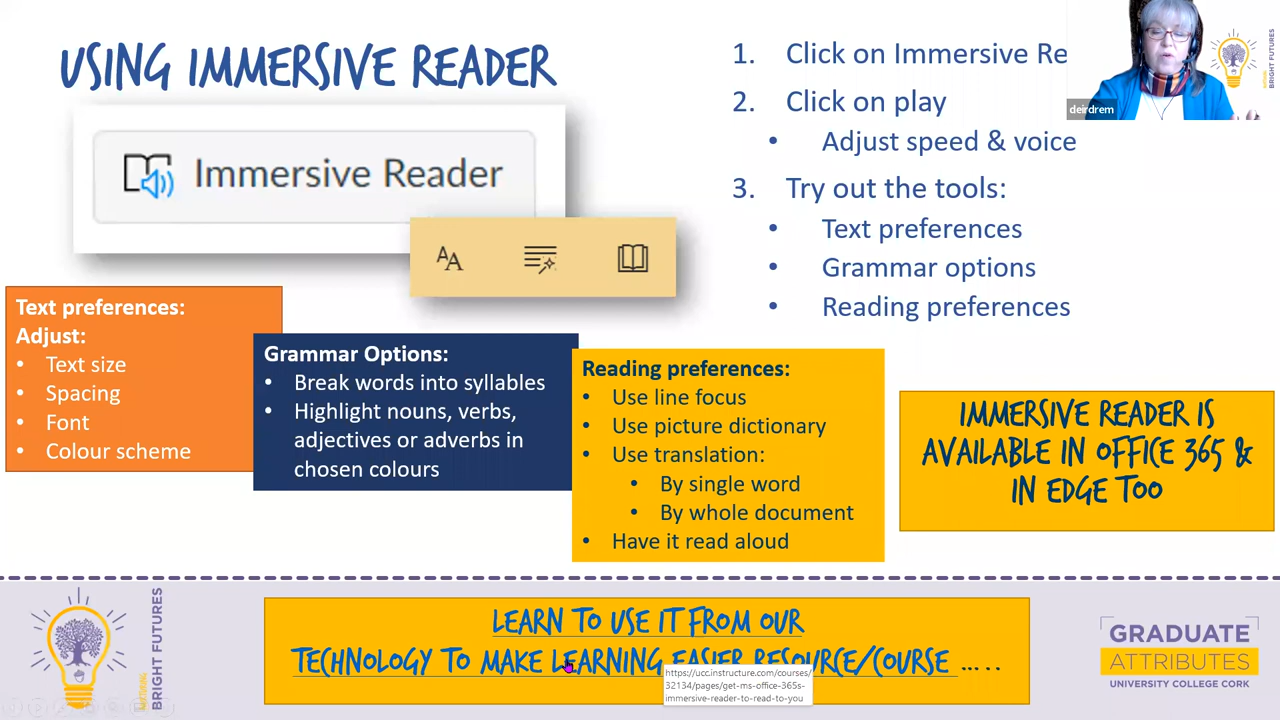 USING IMMERSIVE READER
Immersive Reader
AA
1. Click on Immersive Re
2. Click on play
• Adjust speed & voice
3. Try out the tools:
• Text preferences
• Grammar options
• Reading preferences
deirdrem
BRIGHT FUTURES
Text preferences:
Adjust:
• Text size
• Spacing
• Font
• Colour scheme
Grammar Options:
• Break words into syllables
• Highlight nouns, verbs,
adjectives or adverbs in
chosen colours
Reading preferences:
• Use line focus
• Use picture dictionary
• Use translation:
• By single word
• By whole document
• Have it read aloud
IMMERSIVE READER IS
AVAILABLE IN OFFICE 365 &
IN EDGE TOO
BRIGHT FUTURES
LEARN TO USE IT FROM OUR
TECHNOLOGY TO MAKE LEARNING EASIER RESOURCE/COURSE .....
https://ucc.instructure.com/courses/
32134/pages/get-ms-office-365s-
immersive-reader-to-read-to-you
GRADUATE
ATTRIBUTES
UNIVERSITY COLLEGE CORK